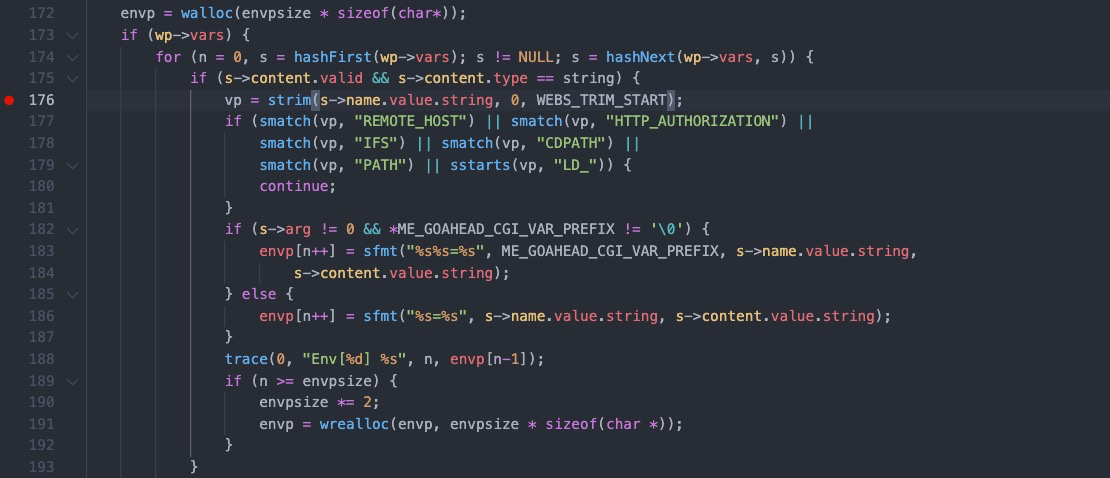 172 envp = walloc(envpsize * sizeof(char*));
173 if (wp->vars) {
174 for (n = 0, s = hashFirst(wp->vars); s != NULL; s = hashNext(wp->vars, s)) {
175 if (s->content.valid && s->content.type == string) {
176 vp = strim(s->name.value.string, 0, WEBS_TRIM_START);
177 if (smatch(vp, "REMOTE_HOST") || smatch(vp, "HTTP_AUTHORIZATION") ||
178 smatch(vp, "IFS") || smatch(vp, "CDPATH") ||
179 smatch(vp, "PATH") || sstarts(vp, "LD_")) {
180 continue;
181 }
182 if (s->arg != 0 && *ME_GOAHEAD_CGI_VAR_PREFIX != '\0') {
183 envp[n++] = sfmt("%s%s=%s", ME_GOAHEAD_CGI_VAR_PREFIX, s->name.value.string,
184 s->content.value.string);
185 } else {
186 envp[n++] = sfmt("%s=%s", s->name.value.string, s->content.value.string);
187 }
188 trace(0, "Env[%d] %s", n, envp[n-1]);
189 if (n >= envpsize) {
190 envpsize *= 2;
191 envp = wrealloc(envp, envpsize * sizeof(char *));
192 }
193 }